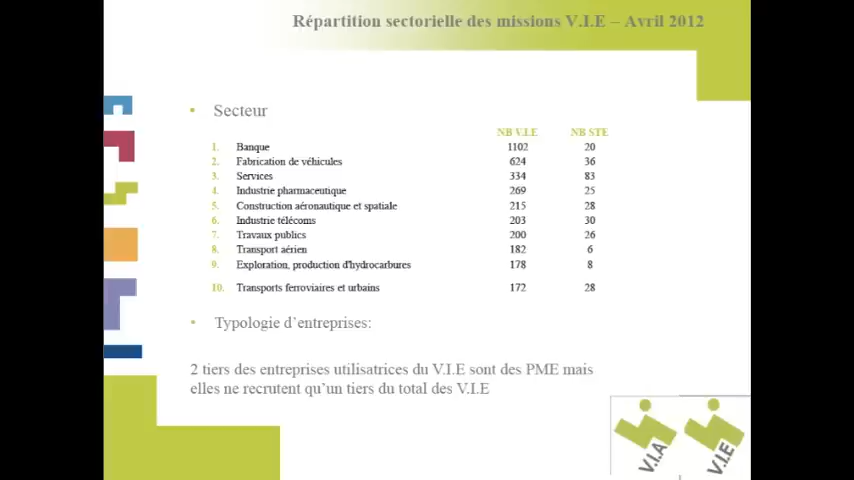 Répartition sectorielle des missions V.I.E – Avril 2012
• Secteur
NB V.I.E NB STE
1. Banque 1102 20
2. Fabrication de véhicules 624 36
3. Services 334 83
4. Industrie pharmaceutique 269 25
5. Construction aéronautique et spatiale 215 28
6. Industrie télécoms 203 30
7. Travaux publics 200 26
8. Transport aérien 182 6
9. Exploration, production d'hydrocarbures 178 8
10. Transports ferroviaires et urbains 172 28
• Typologie d’entreprises:
2 tiers des entreprises utilisatrices du V.I.E sont des PME mais
elles ne recrutent qu’un tiers du total des V.I.E
V.I.A
V.I.E